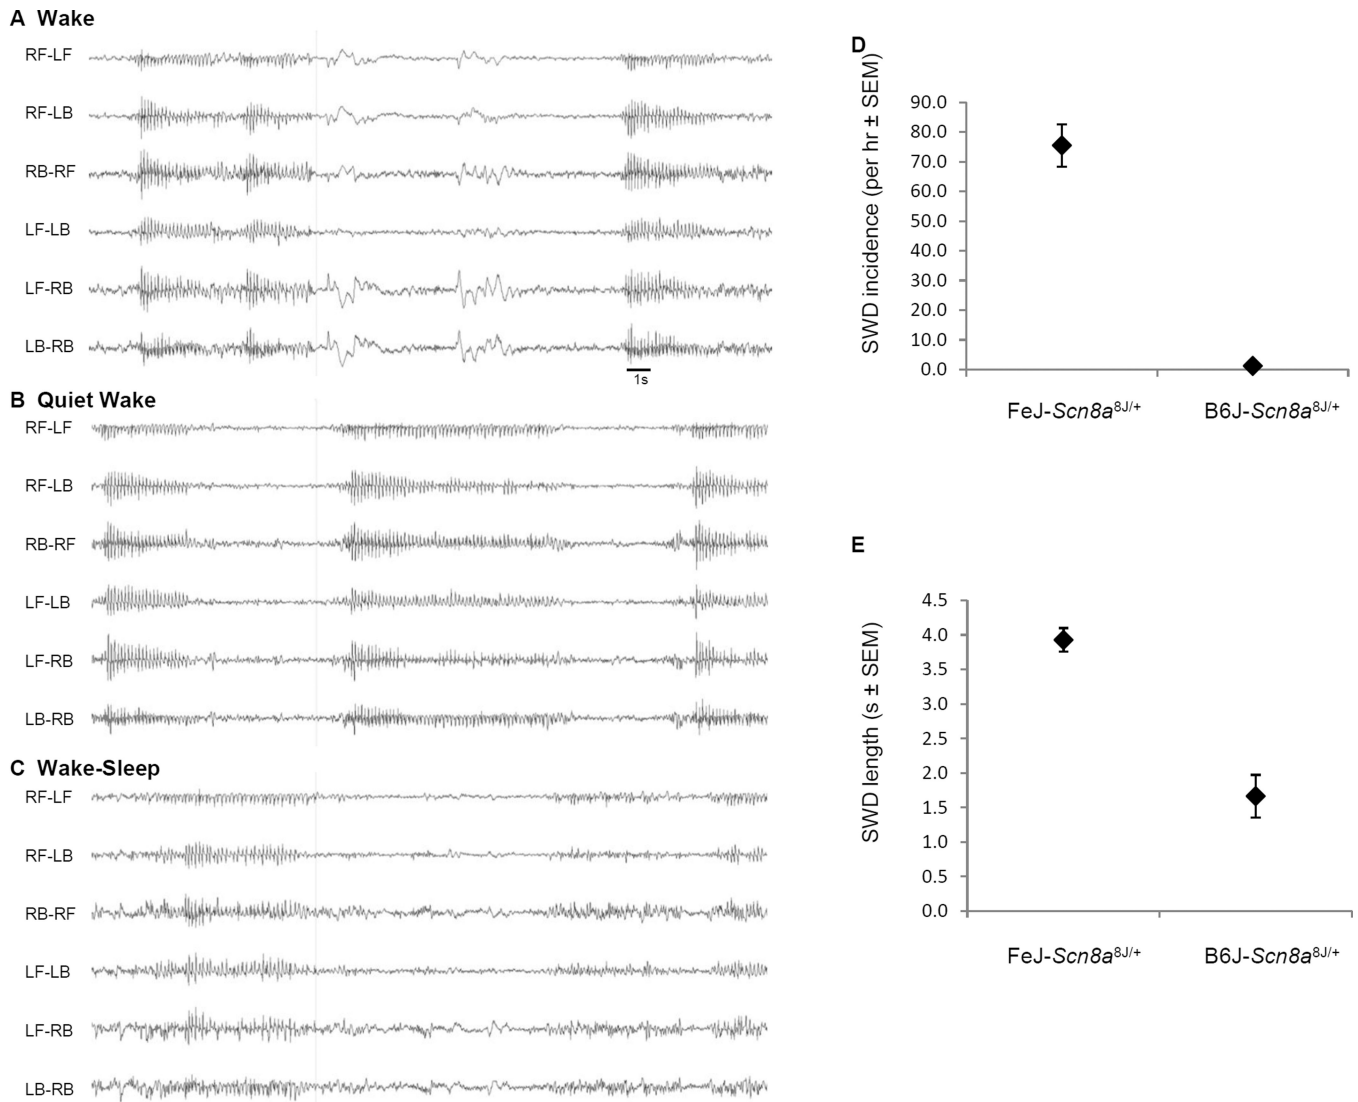 A Wake
RF-LF
RF-LB
RB-RF
LF-LB
LF-RB
LB-RB
1s
B Quiet Wake
RF-LF
RF-LB
RB-RF
LF-LB
LF-RB
LB-RB
C Wake-Sleep
RF-LF
RF-LB
RB-RF
LF-LB
LF-RB
LB-RB
D
SWD incidence (per hr ± SEM)
90.0
80.0
70.0
60.0
50.0
40.0
30.0
20.0
10.0
0.0
FeJ-Scn8a8J/+ B6J-Scn8a8J/+
E
SWD length (s ± SEM)
4.5
4.0
3.5
3.0
2.5
2.0
1.5
1.0
0.5
0.0
FeJ-Scn8a8J/+ B6J-Scn8a8J/+